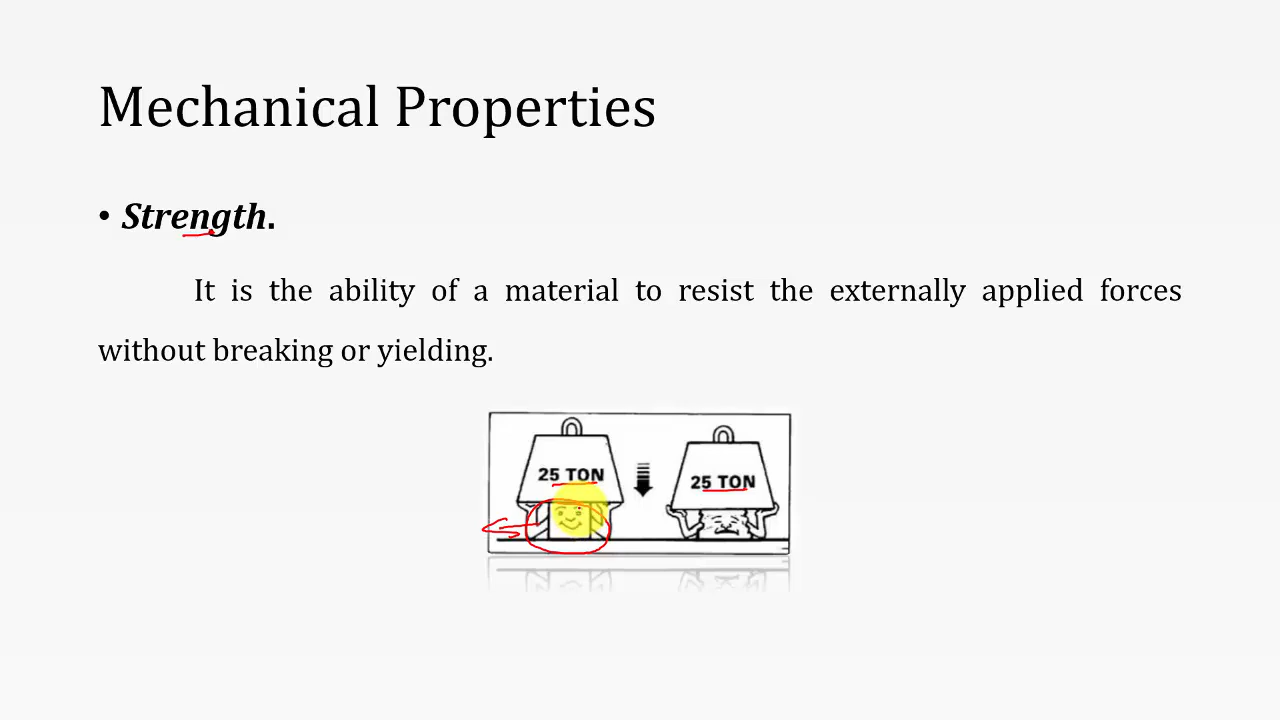 Mechanical Properties
• Strength.
It is the ability of a material to resist the externally applied forces
without breaking or yielding.
25 TON
25 TON